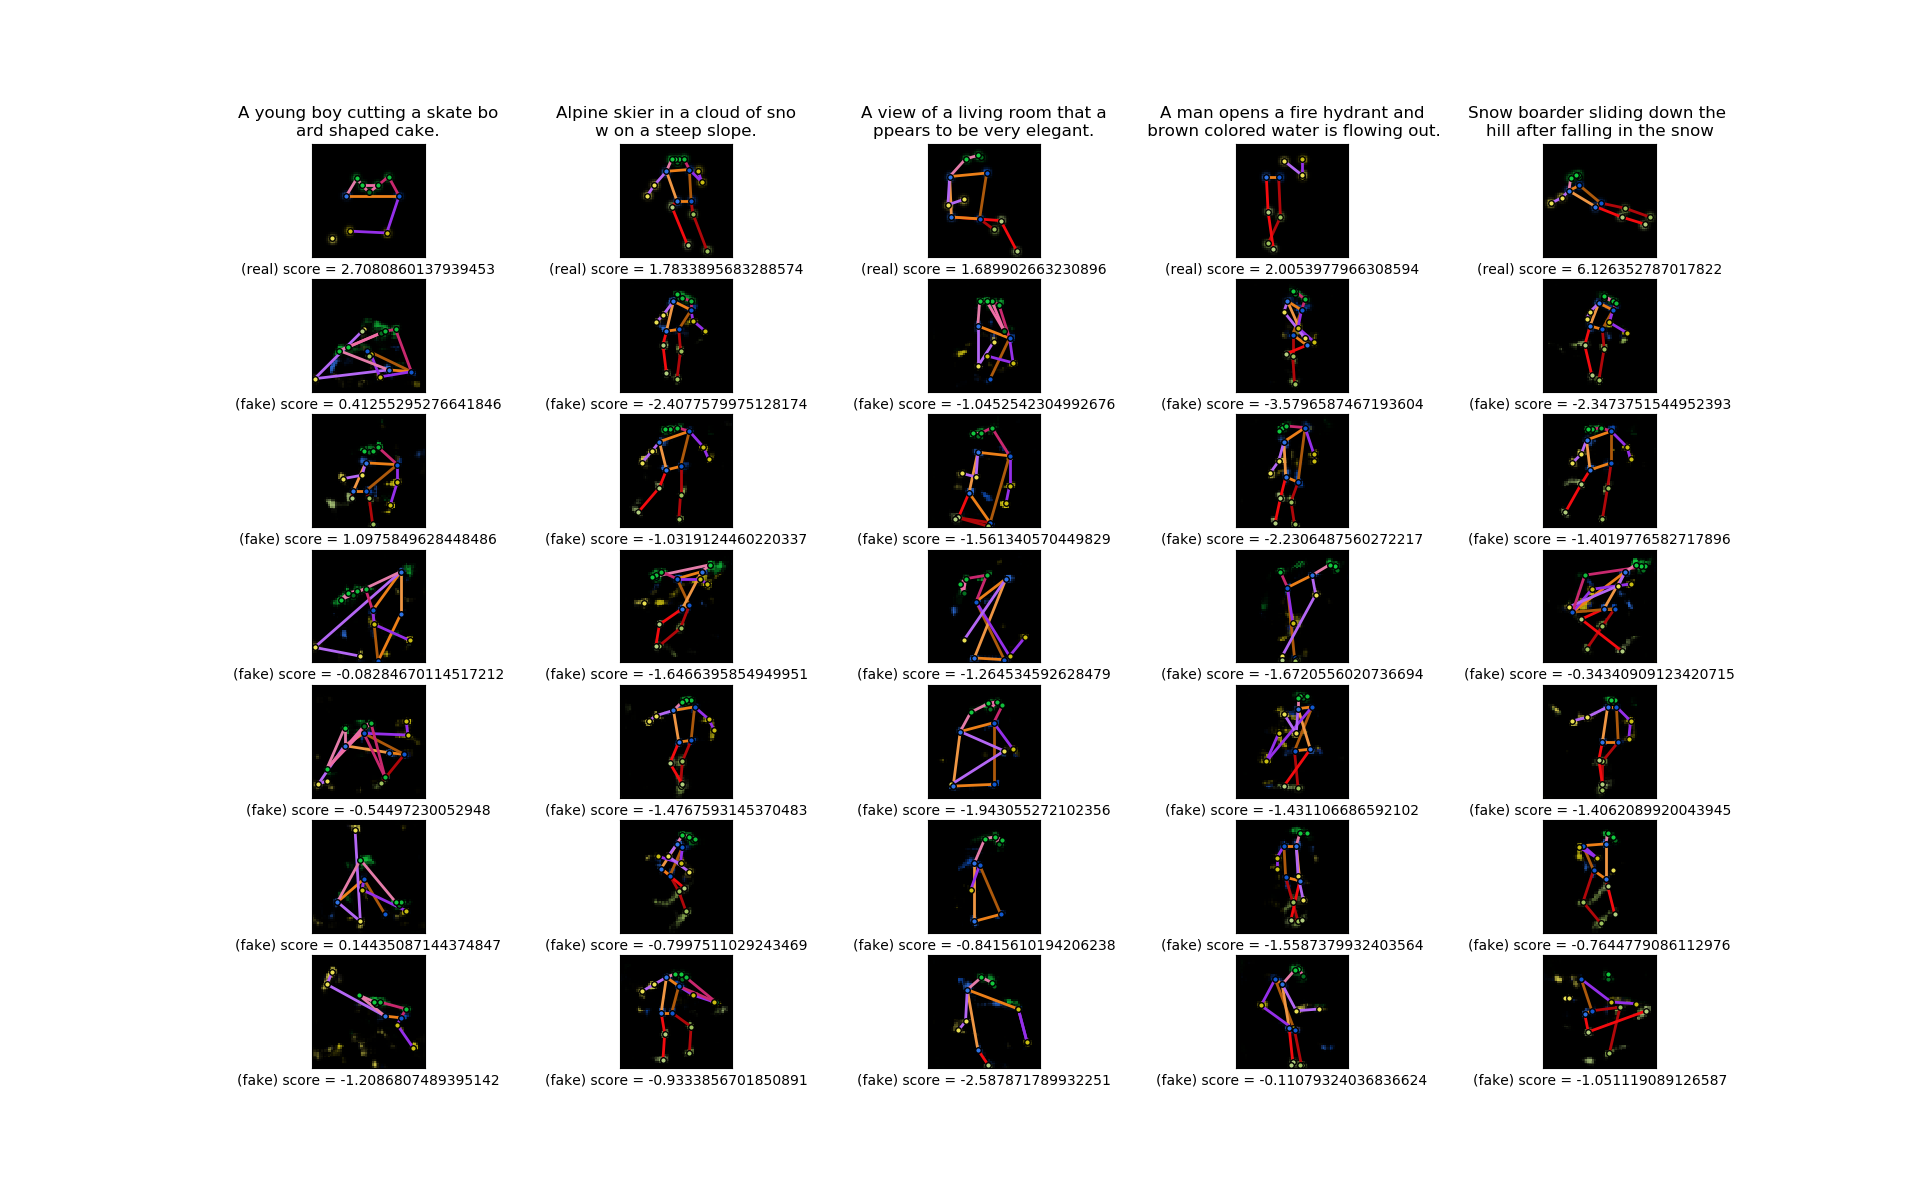 A young boy cutting a skate bo
ard shaped cake.
Alpine skier in a cloud of sno
w on a steep slope.
A view of a living room that a
ppears to be very elegant.
A man opens a fire hydrant and
brown colored water is flowing out.
Snow boarder sliding down the
hill after falling in the snow
(real) score = 2.7080860137939453
(real) score = 1.7833895683288574
(real) score = 1.689902663230896
(real) score = 2.0053977966308594
(real) score = 6.126352787017822
(fake) score = 0.41255295276641846
(fake) score = -2.4077579975128174
(fake) score = -1.0452542304992676
(fake) score = -3.5796587467193604
(fake) score = -2.3473751544952393
(fake) score = 1.0975849628448486
(fake) score = -1.0319124460220337
(fake) score = -1.561340570449829
(fake) score = -2.2306487560272217
(fake) score = -1.4019776582717896
(fake) score = -0.08284670114517212
(fake) score = -1.6466395854949951
(fake) score = -1.264534592628479
(fake) score = -1.6720556020736694
(fake) score = -0.34340909123420715
(fake) score = -0.54497230052948
(fake) score = -1.4767593145370483
(fake) score = -1.943055272102356
(fake) score = -1.431106686592102
(fake) score = -1.4062089920043945
(fake) score = 0.14435087144374847
(fake) score = -0.7997511029243469
(fake) score = -0.8415610194206238
(fake) score = -1.5587379932403564
(fake) score = -0.7644779086112976
(fake) score = -1.2086807489395142
(fake) score = -0.9333856701850891
(fake) score = -2.587871789932251
(fake) score = -0.11079324036836624
(fake) score = -1.051119089126587